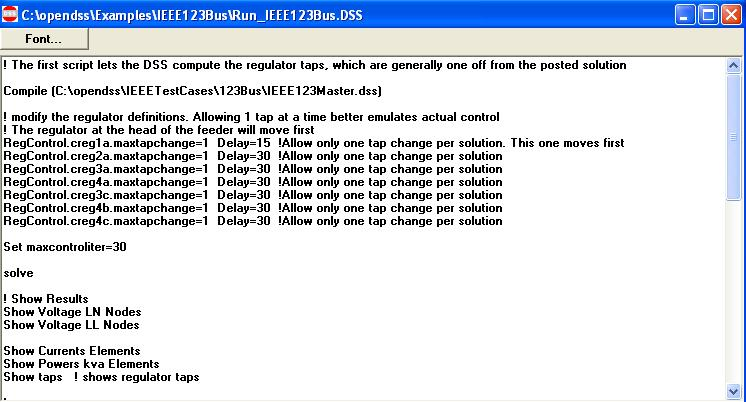 C:\opendss\Examples\IEEE123Bus\Run_IEEE123Bus.DSS
Font...
! The first script lets the DSS compute the regulator taps, which are generally one off from the posted solution
Compile (C:\opendss\IEEETestCases\123Bus\IEEE123Master.dss)
! modify the regulator definitions. Allowing 1 tap at a time better emulates actual control
! The regulator at the head of the feeder will move first
RegControl.creg1a.maxtapchange=1  Delay=15  !Allow only one tap change per solution. This one moves first
RegControl.creg2a.maxtapchange=1  Delay=30  !Allow only one tap change per solution
RegControl.creg3a.maxtapchange=1  Delay=30  !Allow only one tap change per solution
RegControl.creg4a.maxtapchange=1  Delay=30  !Allow only one tap change per solution
RegControl.creg3c.maxtapchange=1  Delay=30  !Allow only one tap change per solution
RegControl.creg4b.maxtapchange=1  Delay=30  !Allow only one tap change per solution
RegControl.creg4c.maxtapchange=1  Delay=30  !Allow only one tap change per solution
Set maxcontroliter=30
solve
! Show Results
Show Voltage LN Nodes
Show Voltage LL Nodes
Show Currents Elements
Show Powers kva Elements
Show taps   ! shows regulator taps